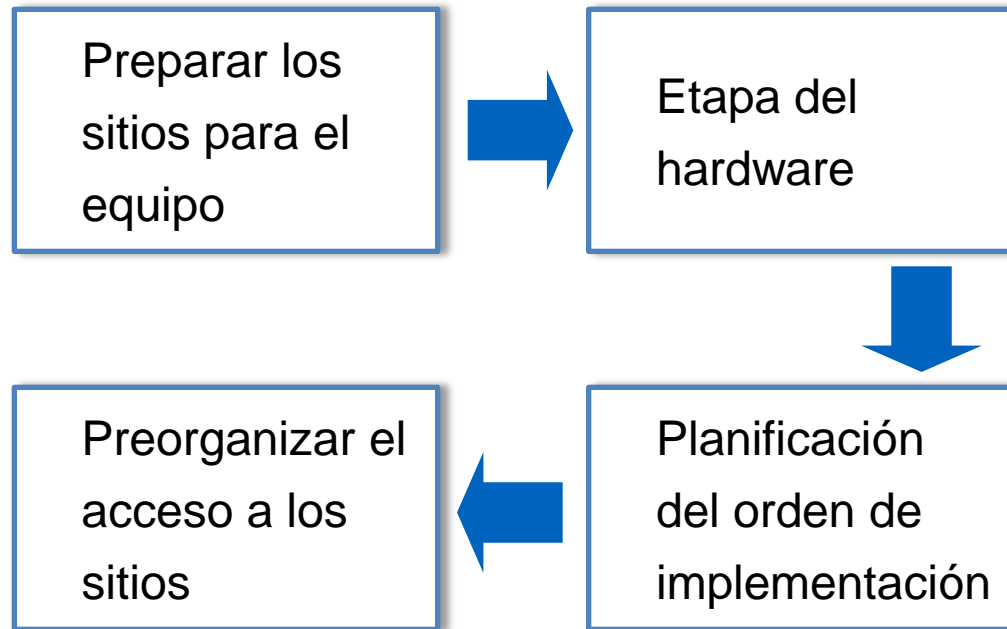 Preparar los
sitios para el
equipo
Etapa del
hardware
Planificación
del orden de
implementación
Preorganizar el
acceso a los
sitios